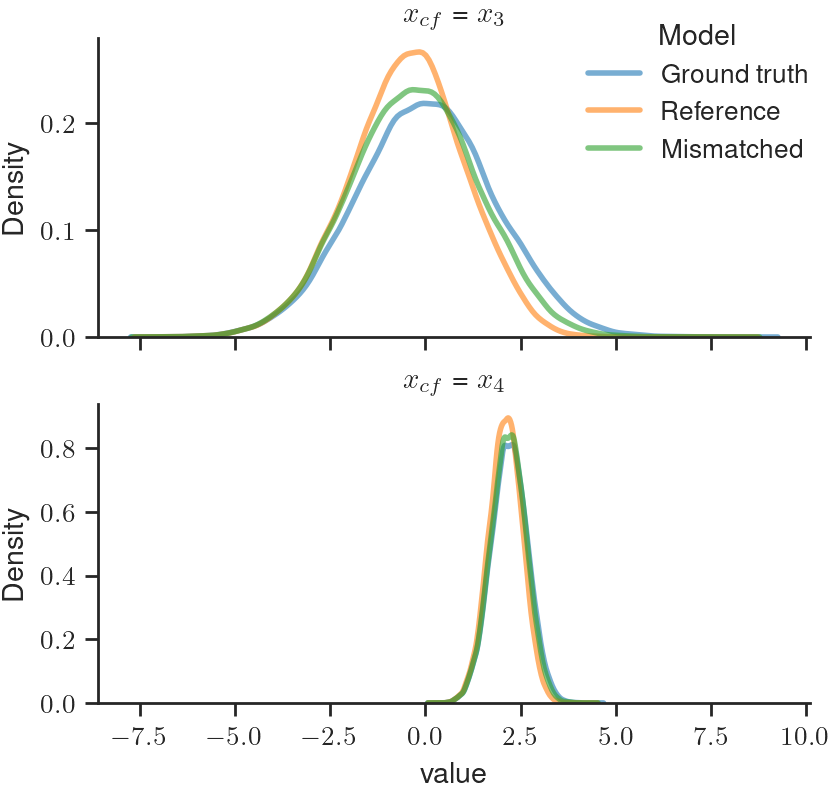 x_cf = x_3
Model
Ground truth
Reference
Mismatched
Density
0.2
0.1
0.0
x_cf = x_4
Density
0.8
0.6
0.4
0.2
0.0
−7.5 −5.0 −2.5 0.0 2.5 5.0 7.5 10.0
value